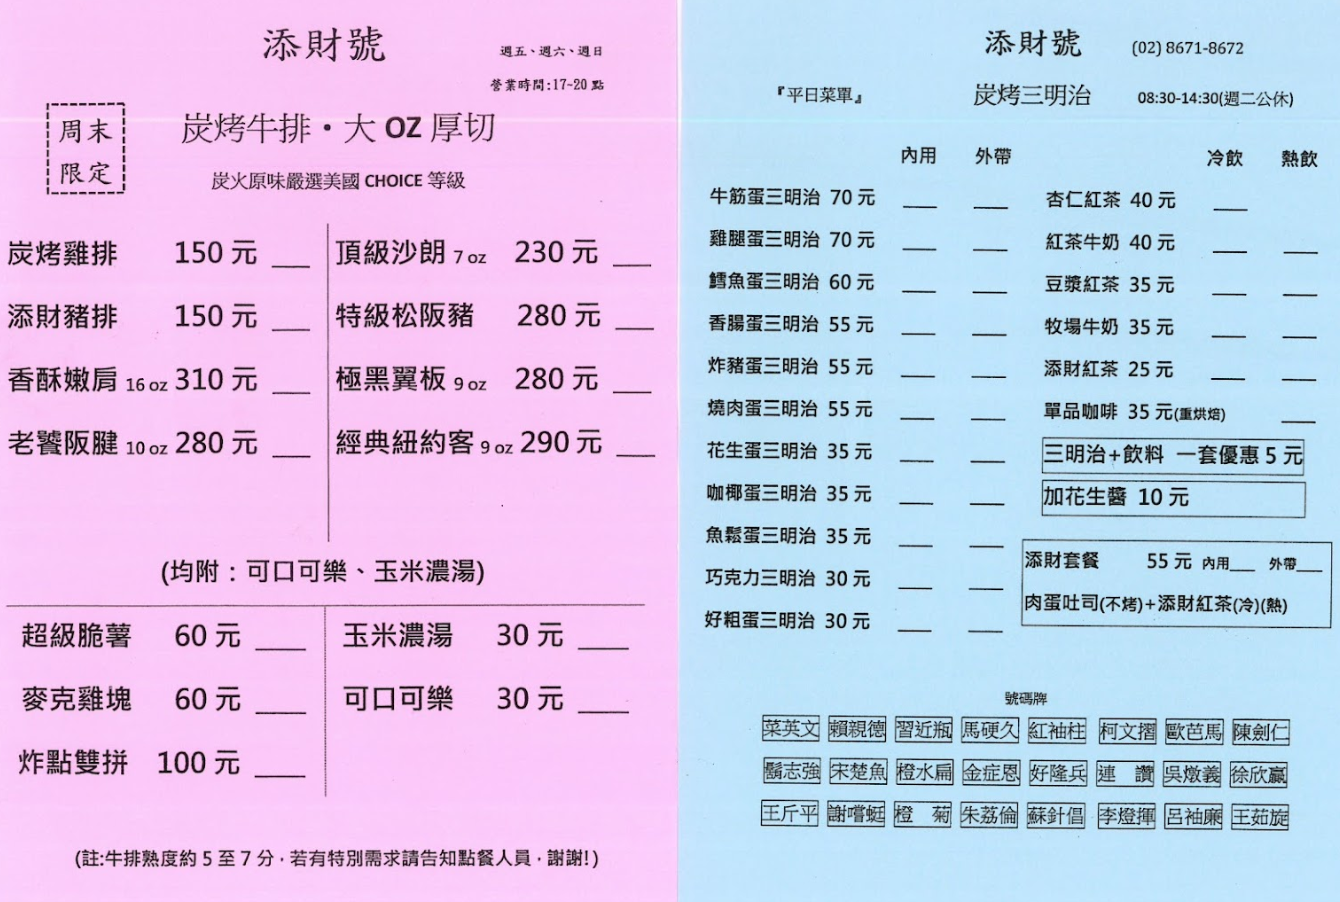 添財號
週五、週六、週日
營業時間:17~20 點
周末
限定
炭烤牛排・大 OZ 厚切
炭火原味嚴選美國 CHOICE 等級
炭烤雞排 150 元 ___
添財豬排 150 元 ___
香酥嫩肩 16 oz 310 元 ___
老饕阪腱 10 oz 280 元 ___
頂級沙朗 7 oz 230 元 ___
特級松阪豬 280 元 ___
極黑翼板 9 oz 280 元 ___
經典紐約客 9 oz 290 元 ___
(均附：可口可樂、玉米濃湯)
超級脆薯 60 元 ___
麥克雞塊 60 元 ___
炸點雙拼 100 元 ___
玉米濃湯 30 元 ___
可口可樂 30 元 ___
(註:牛排熟度約 5 至 7 分，若有特別需求請告知點餐人員，謝謝!)
添財號 (02) 8671-8672
『平日菜單』 炭烤三明治 08:30-14:30(週二公休)
內用 外帶
牛筋蛋三明治 70 元 ___ ___
雞腿蛋三明治 70 元 ___ ___
鱈魚蛋三明治 60 元 ___ ___
香腸蛋三明治 55 元 ___ ___
炸豬蛋三明治 55 元 ___ ___
燒肉蛋三明治 55 元 ___ ___
花生蛋三明治 35 元 ___ ___
咖椰蛋三明治 35 元 ___ ___
魚鬆蛋三明治 35 元 ___ ___
巧克力三明治 30 元 ___ ___
好粗蛋三明治 30 元 ___ ___
冷飲 熱飲
杏仁紅茶 40 元 ___
紅茶牛奶 40 元 ___ ___
豆漿紅茶 35 元 ___ ___
牧場牛奶 35 元 ___ ___
添財紅茶 25 元 ___ ___
單品咖啡 35 元(重烘焙) ___
三明治+飲料 一套優惠 5 元
加花生醬 10 元
添財套餐 55 元 內用___ 外帶___
肉蛋吐司(不烤)+添財紅茶(冷)(熱)
號碼牌
菜英文 賴親德 習近瓶 馬硬久 紅袖柱 柯文摺 歐芭馬 陳劍仁
鬍志強 宋楚魚 橙水扁 金症恩 好隆兵 連 讚 吳燉義 徐欣贏
王斤平 謝嚐蜓 橙 菊 朱荔倫 蘇針倡 李燈揮 呂袖廉 王茹旋